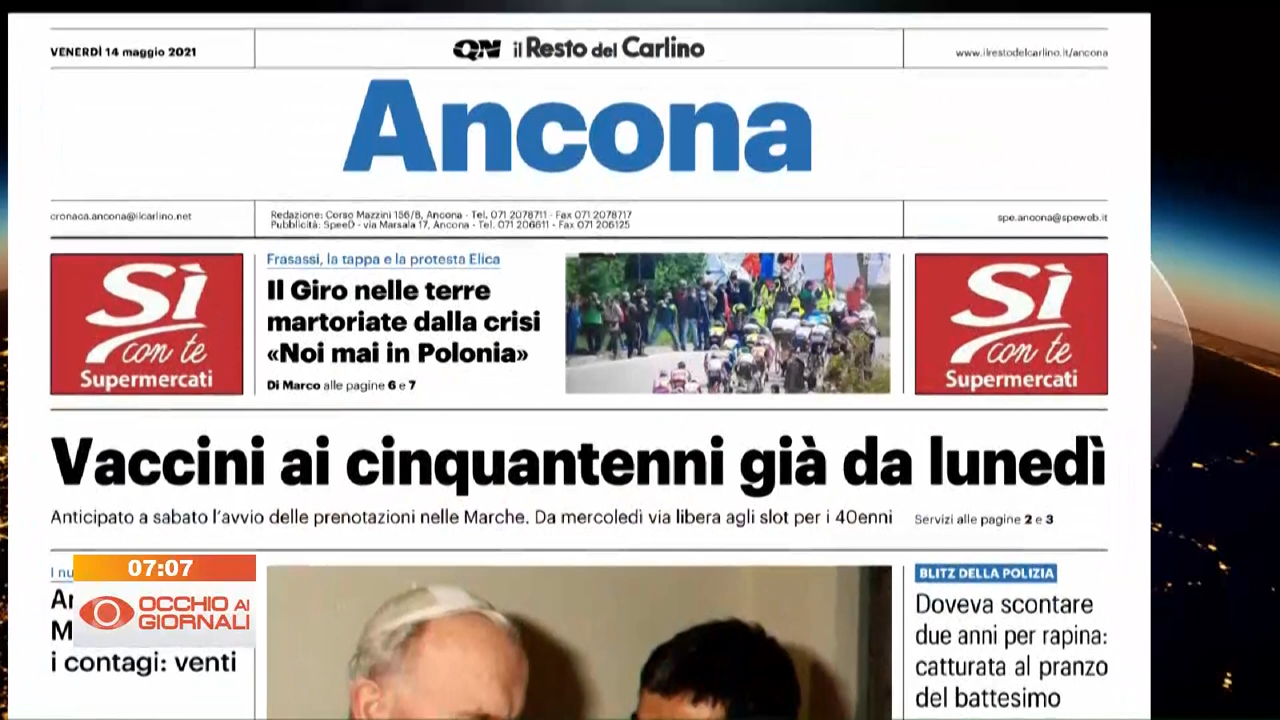 VENERDÌ 14 maggio 2021
QN il Resto del Carlino
www.ilrestodelcarlino.it/ancona
Ancona
cronaca.ancona@ilcarlino.net
Redazione: Corso Mazzini 156/8, Ancona - Tel. 071 2078711 - Fax 071 2078717
Pubblicità: SpeeD - via Marsala 17, Ancona - Tel. 071 206611 - Fax 071 206125
spe.ancona@speweb.it
SÌ
con te
Supermercati
Frasassi, la tappa e la protesta Elica
Il Giro nelle terre
martoriate dalla crisi
«Noi mai in Polonia»
Di Marco alle pagine 6 e 7
SÌ
con te
Supermercati
Vaccini ai cinquantenni già da lunedì
Anticipato a sabato l'avvio delle prenotazioni nelle Marche. Da mercoledì via libera agli slot per i 40enni
Servizi alle pagine 2 e 3
07:07
OCCHIO AI
GIORNALI
i contagi: venti
BLITZ DELLA POLIZIA
Doveva scontare
due anni per rapina:
catturata al pranzo
del battesimo